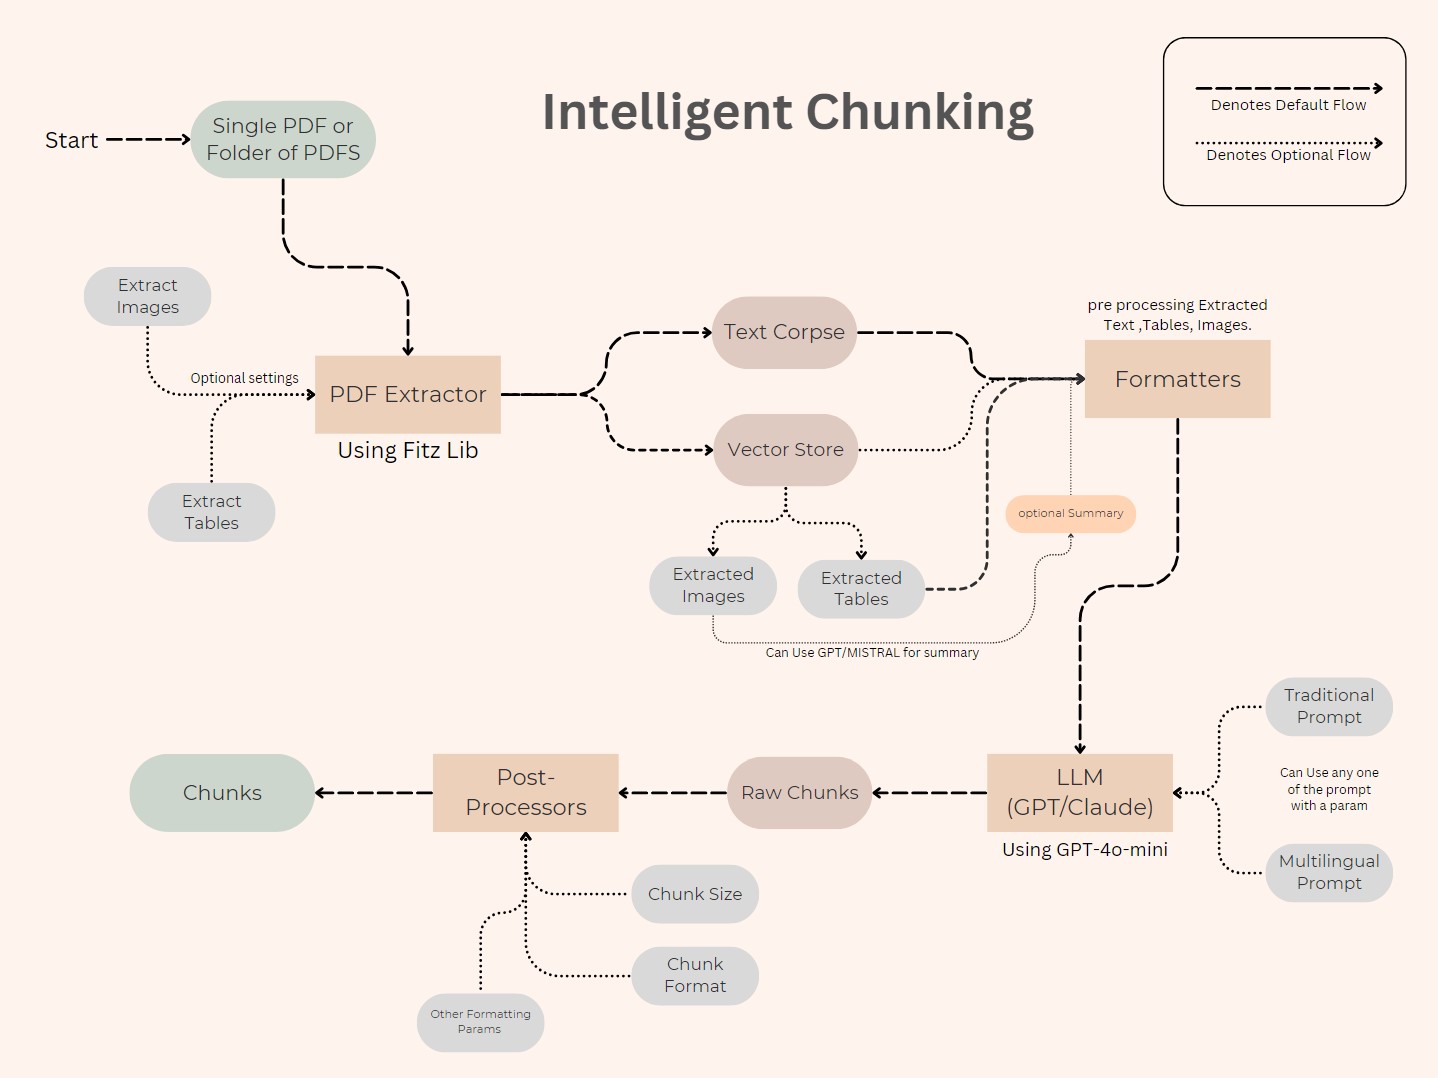 Intelligent Chunking
Denotes Default Flow
Denotes Optional Flow
Start
Single PDF or
Folder of PDFS
Extract
Images
Optional settings
PDF Extractor
Using Fitz Lib
Extract
Tables
Text Corpse
Vector Store
pre processing Extracted
Text ,Tables, Images.
Formatters
optional Summary
Extracted
Images
Extracted
Tables
Can Use GPT/MISTRAL for summary
Traditional
Prompt
Can Use any one
of the prompt
with a param
Multilingual
Prompt
LLM
(GPT/Claude)
Using GPT-4o-mini
Raw Chunks
Post-
Processors
Chunks
Chunk Size
Chunk
Format
Other Formatting
Params